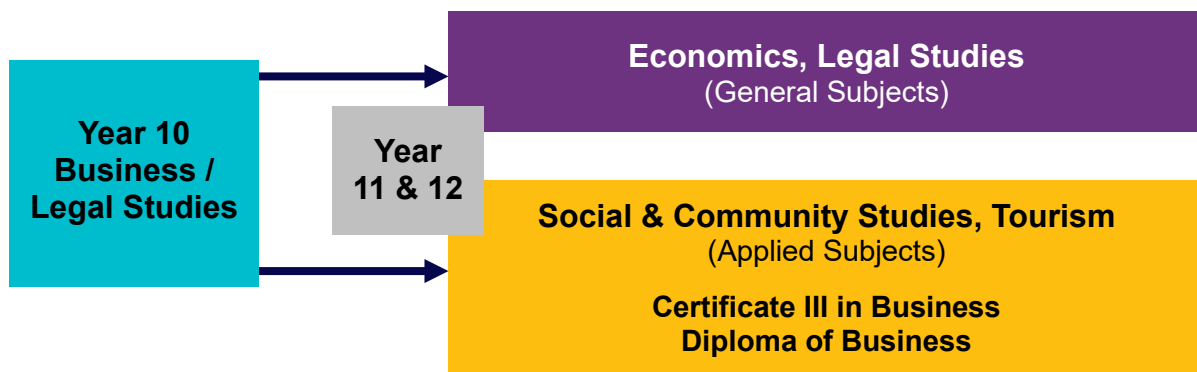 Year 10
Business /
Legal Studies
Year
11 & 12
Economics, Legal Studies
(General Subjects)
Social & Community Studies, Tourism
(Applied Subjects)
Certificate III in Business
Diploma of Business